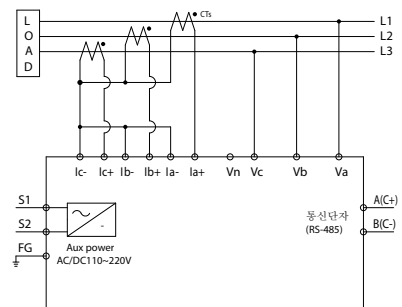 L
O
A
D
CTs
L1
L2
L3
Ic- Ic+ Ib- Ib+ Ia- Ia+ Vn Vc Vb Va
S1
S2
FG
~
-
Aux power
AC/DC110~220V
통신단자
(RS-485)
A(C+)
B(C-)